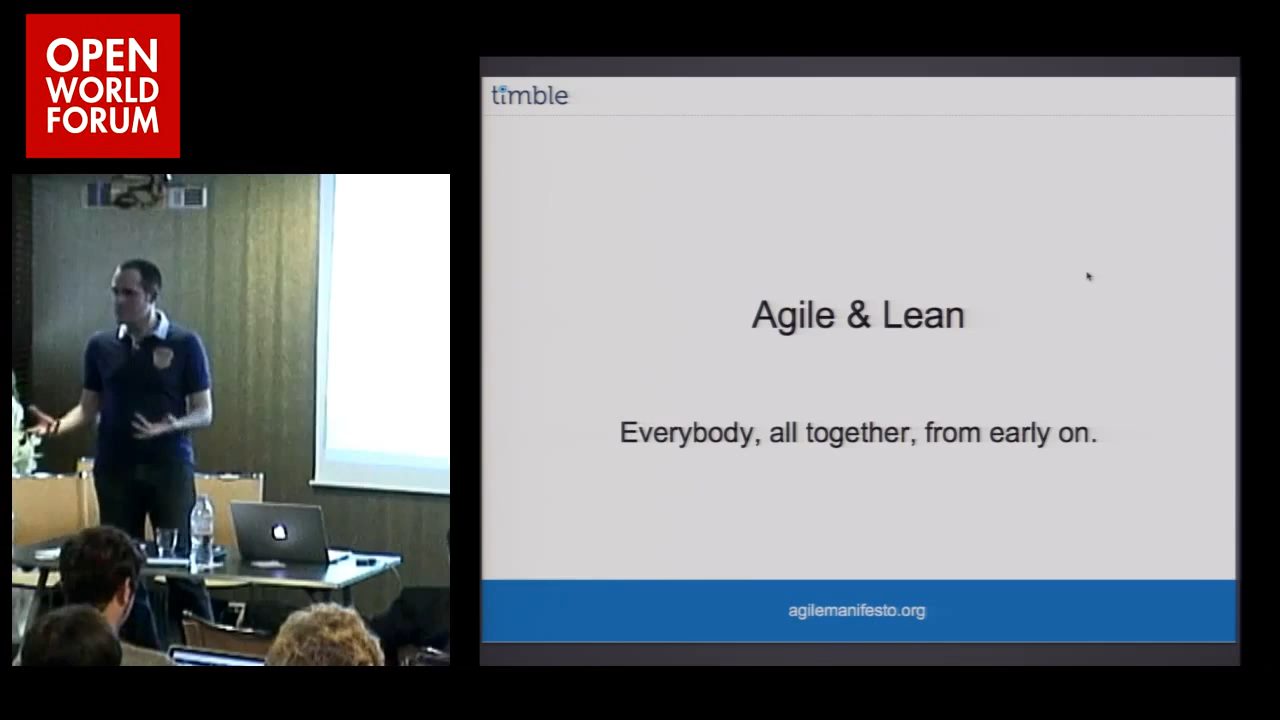 OPEN
WORLD
FORUM
timble
Agile & Lean
Everybody, all together, from early on.
agilemanifesto.org